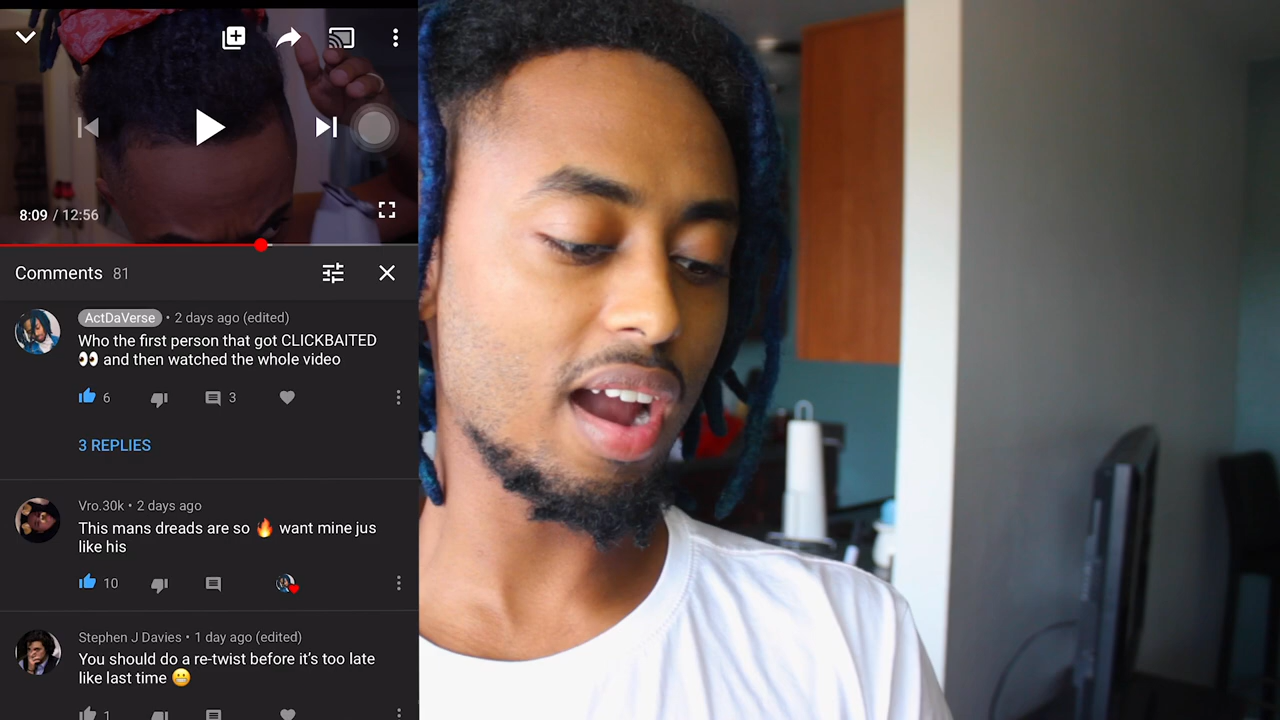 8:09 / 12:56
Comments 81
ActDaVerse • 2 days ago (edited)
Who the first person that got CLICKBAITED
👀 and then watched the whole video
6
3
3 REPLIES
Vro.30k • 2 days ago
This mans dreads are so 🔥 want mine jus
like his
10
Stephen J Davies • 1 day ago (edited)
You should do a re-twist before it's too late
like last time 😬
1